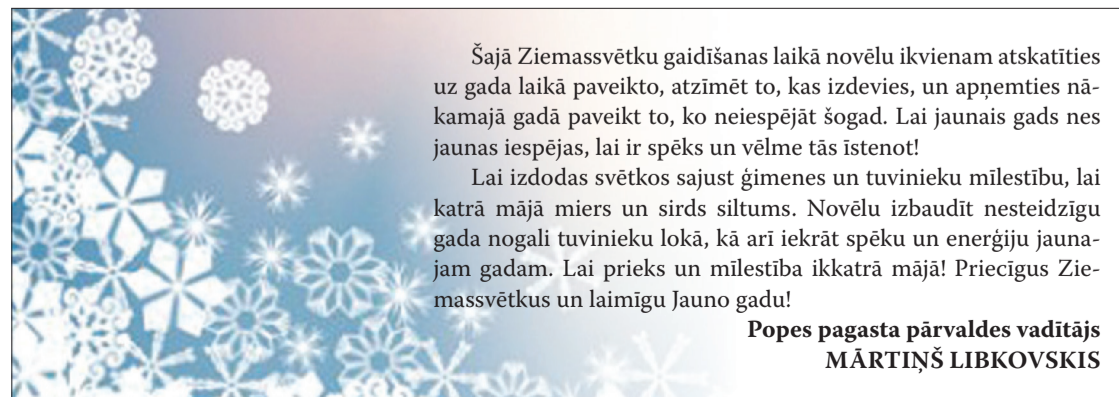 Šajā Ziemassvētku gaidīšanas laikā novēlu ikvienam atskatīties
uz gada laikā paveikto, atzīmēt to, kas izdevies, un apņemties nā-
kamajā gadā paveikt to, ko neiespējāt šogad. Lai jaunais gads nes
jaunas iespējas, lai ir spēks un vēlme tās īstenot!
Lai izdodas svētkos sajust ģimenes un tuvinieku mīlestību, lai
katrā mājā miers un sirds siltums. Novēlu izbaudīt nesteidzīgu
gada nogali tuvinieku lokā, kā arī iekrāt spēku un enerģiju jauna-
jam gadam. Lai prieks un mīlestība ikkatrā mājā! Priecīgus Zie-
massvētkus un laimīgu Jauno gadu!
Popes pagasta pārvaldes vadītājs
MĀRTIŅŠ LIBKOVSKIS